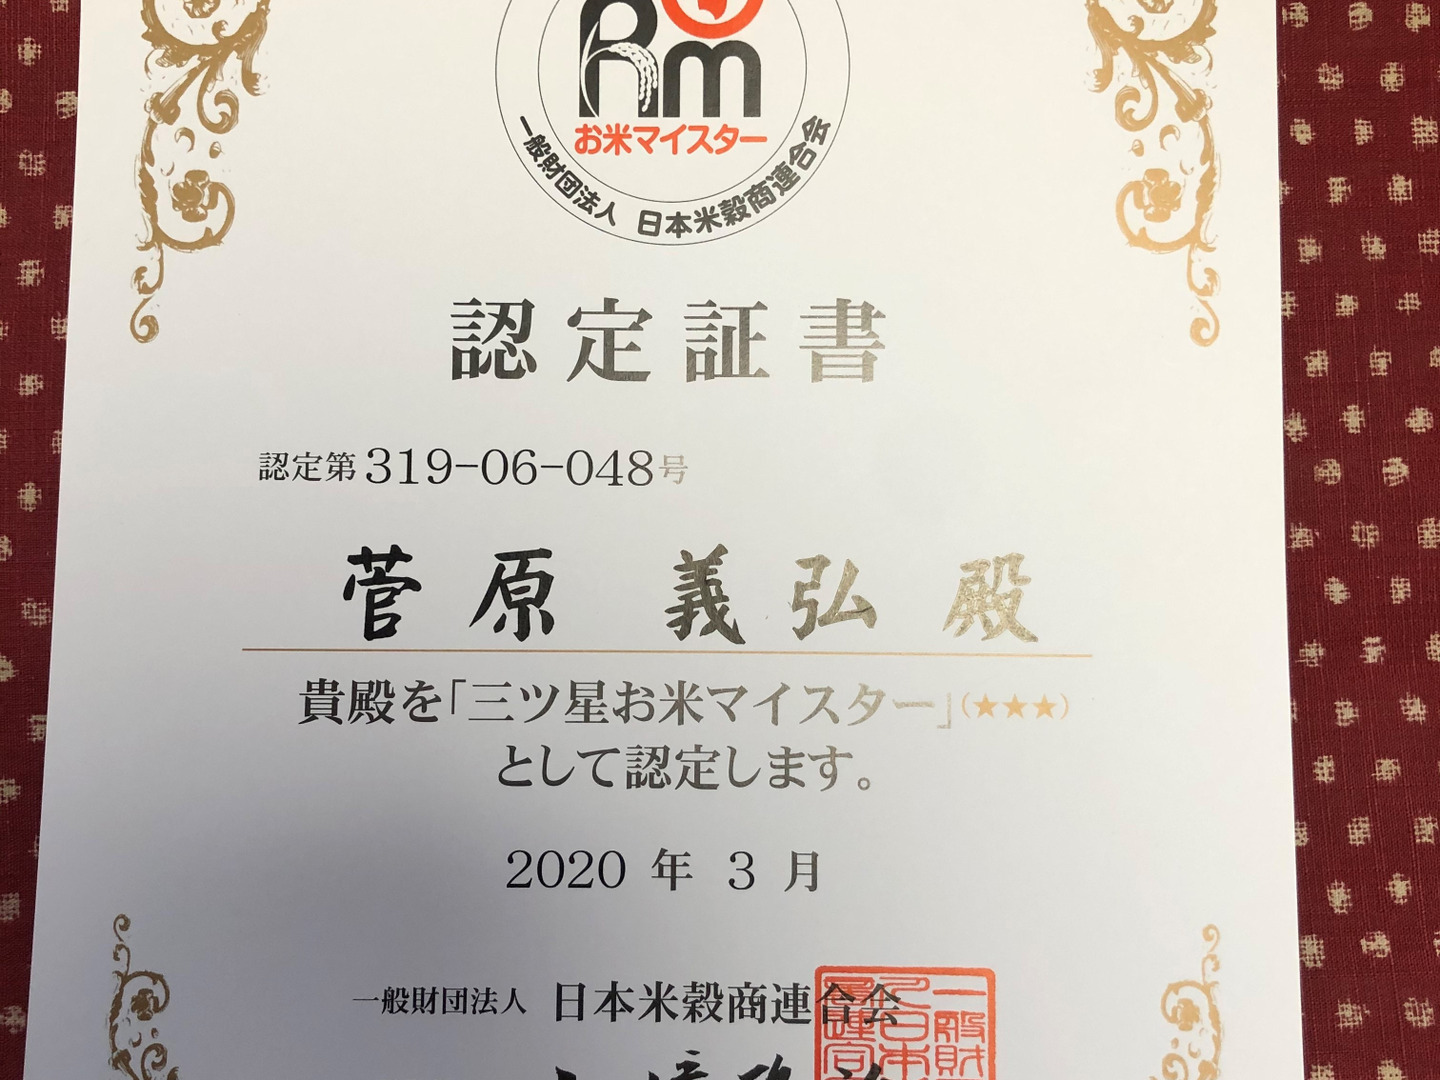 Rm
お米マイスター
一般財団法人 日本米穀商連合会
認定証書
認定第319-06-048号
菅原 義弘 殿
貴殿を「三ツ星お米マイスター」(★★★)
として認定します。
2020 年 3 月
一般財団法人 日本米穀商連合会